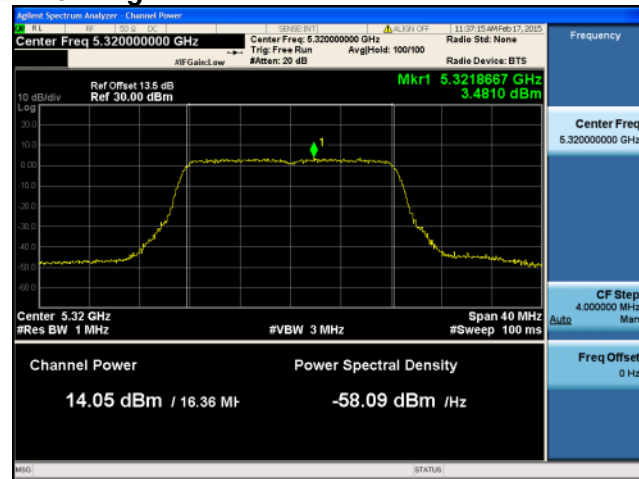 Agilent Spectrum Analyzer - Channel Power
RL RF 50 Ω DC SENSE:INT ALIGN OFF 11:37:15 AM Feb 17, 2015
Center Freq 5.320000000 GHz
Center Freq: 5.320000000 GHz Radio Std: None
Trig: Free Run Avg|Hold: 100/100
#IFGain:Low #Atten: 20 dB Radio Device: BTS
Frequency
Mkr1 5.3218667 GHz
3.4810 dBm
Ref Offset 13.5 dB
10 dB/div Ref 30.00 dBm
Log
20.0
10.0
0.00
-10.0
-20.0
-30.0
-40.0
-50.0
-60.0
1
Center Freq
5.320000000 GHz
Center 5.32 GHz Span 40 MHz
#Res BW 1 MHz #VBW 3 MHz #Sweep 100 ms
CF Step
4.000000 MHz
Auto Man
Channel Power Power Spectral Density
14.05 dBm / 16.36 MH -58.09 dBm /Hz
Freq Offset
0 Hz
MSG STATUS